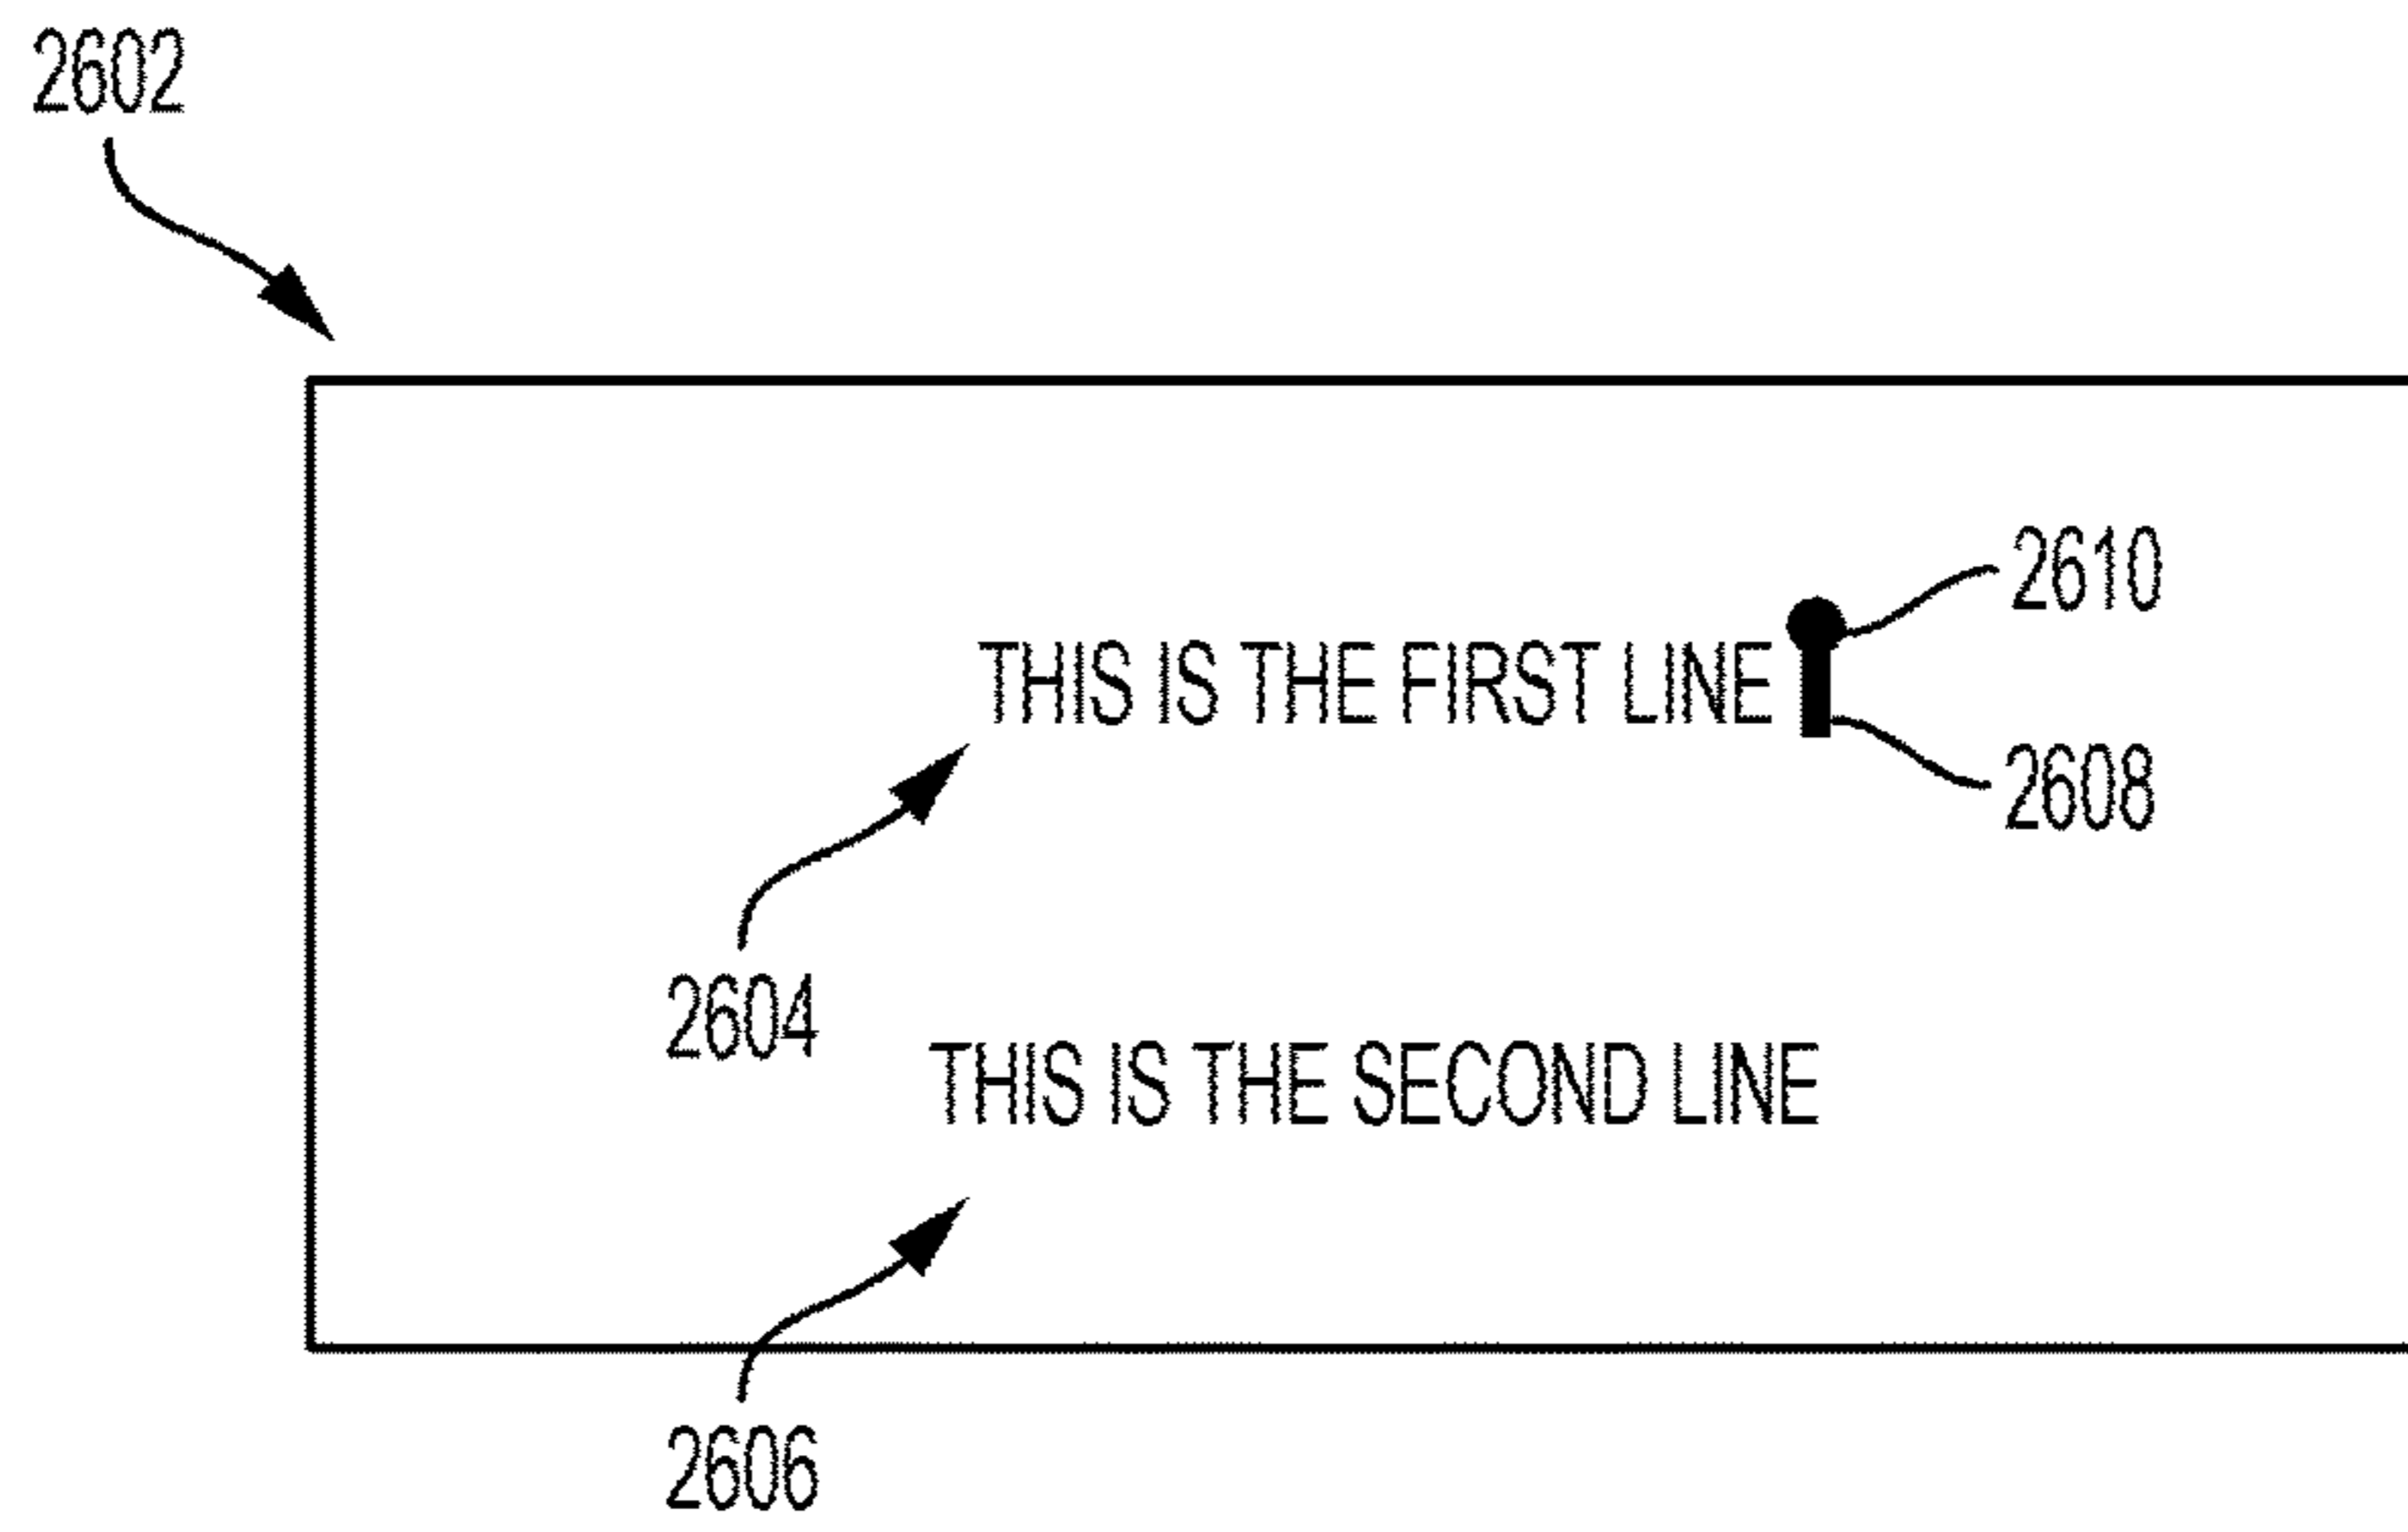 2602
2610
THIS IS THE FIRST LINE
2608
2604
THIS IS THE SECOND LINE
2606